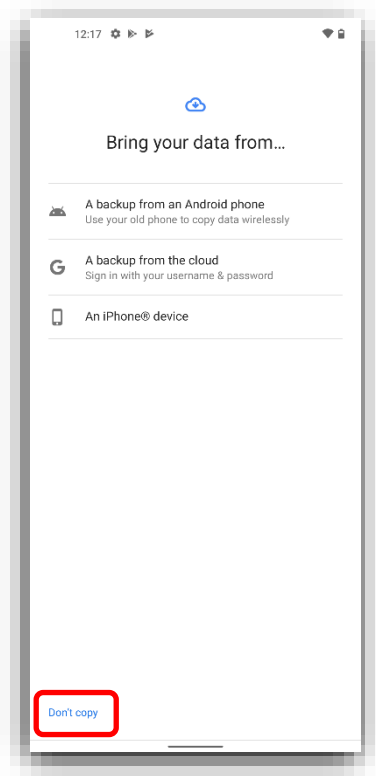 12:17
Bring your data from...
A backup from an Android phone
Use your old phone to copy data wirelessly
A backup from the cloud
Sign in with your username & password
An iPhone® device
Don't copy